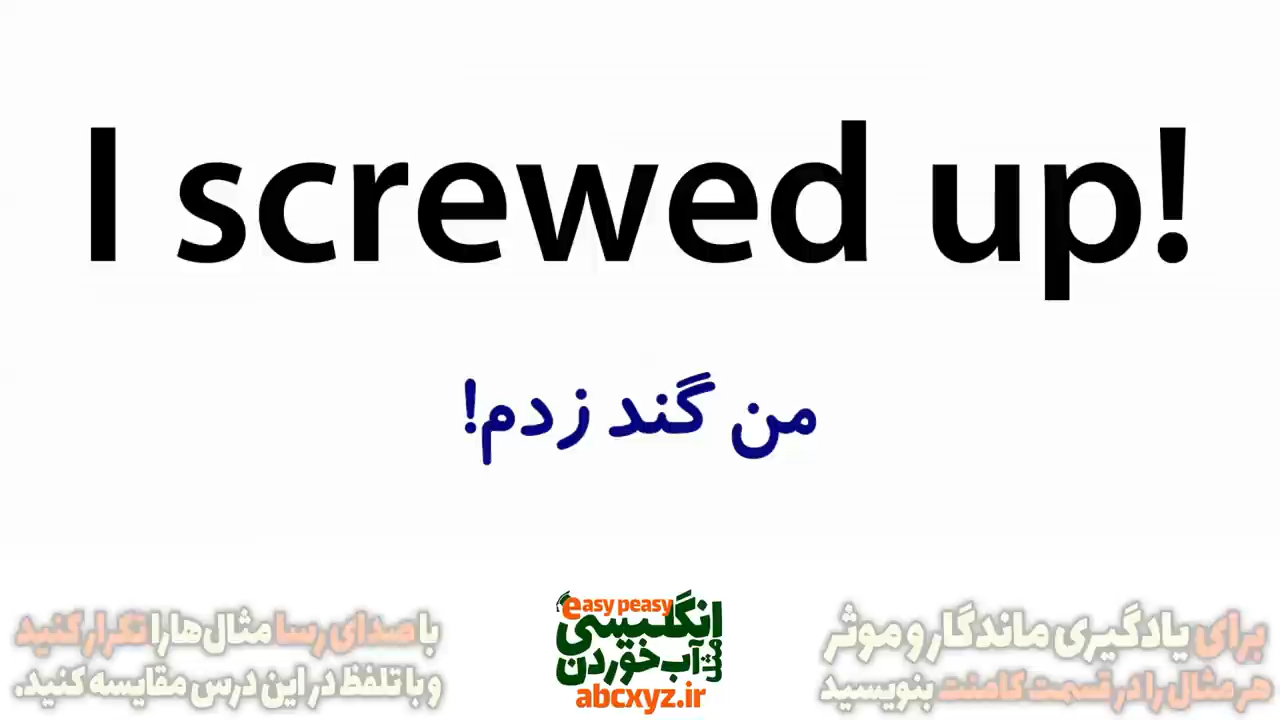 I screwed up!
من گند زدم!
برای یادگیری ماندگار و موثر
هر مثال را در قسمت کامنت بنویسید
easy peasy
انگلیسی
مثل آب خوردن
abcxyz.ir
با صدای رسا مثال‌ها را تکرار کنید
و با تلفظ در این درس مقایسه کنید.